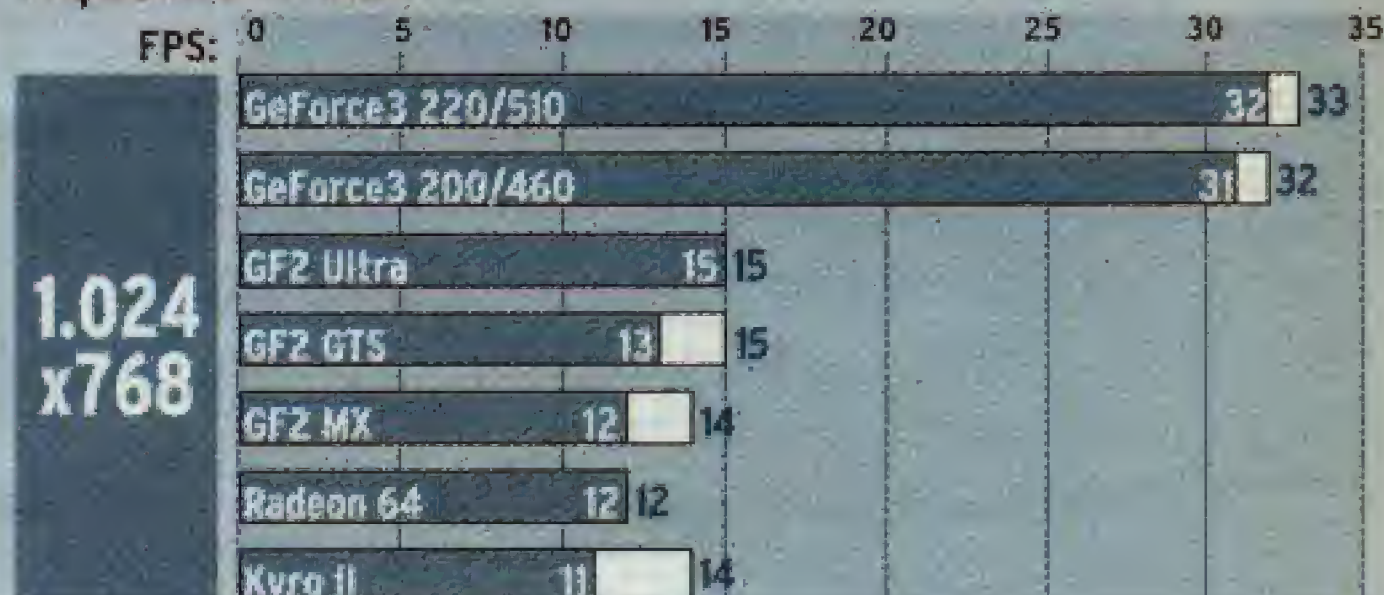 FPS: 0 5 10 15 20 25 30 35
1.024
x768
GeForce3 220/510 32 33
GeForce3 200/460 31 32
GF2 Ultra 15 15
GF2 GTS 13 15
GF2 MX 12 14
Radeon 64 12 12
Kyro II 11 14